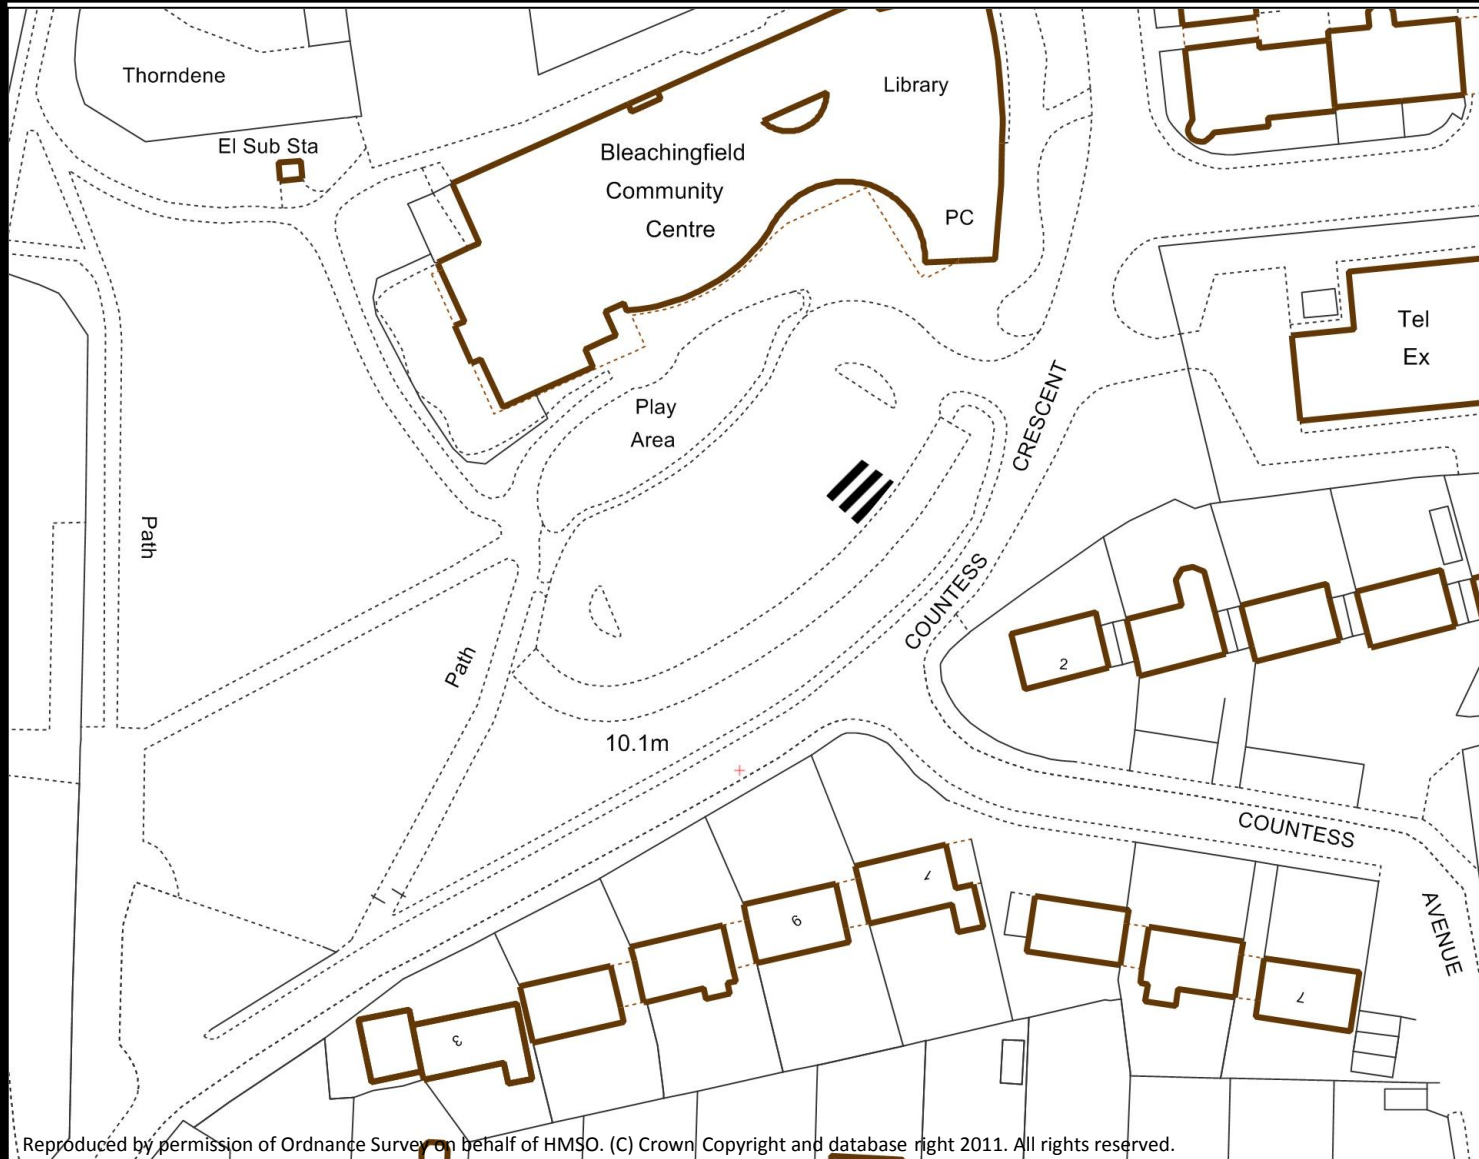 Thorndene
El Sub Sta
Library
Bleachingfield
Community
Centre
PC
Tel
Ex
Play
Area
CRESCENT
COUNTESS
Path
Path
2
10.1m
COUNTESS
AVENUE
7
6
3
7
Reproduced by permission of Ordnance Survey on behalf of HMSO. (C) Crown Copyright and database right 2011. All rights reserved.